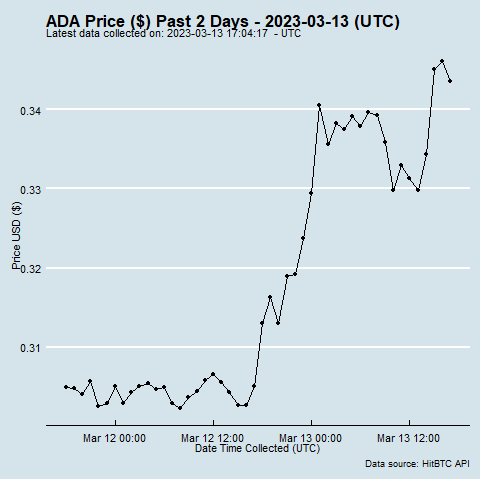 ADA Price ($) Past 2 Days - 2023-03-13 (UTC)
Latest data collected on: 2023-03-13 17:04:17 - UTC
Price USD ($)
0.34
0.33
0.32
0.31
Mar 12 00:00
Mar 12 12:00
Mar 13 00:00
Mar 13 12:00
Date Time Collected (UTC)
Data source: HitBTC API